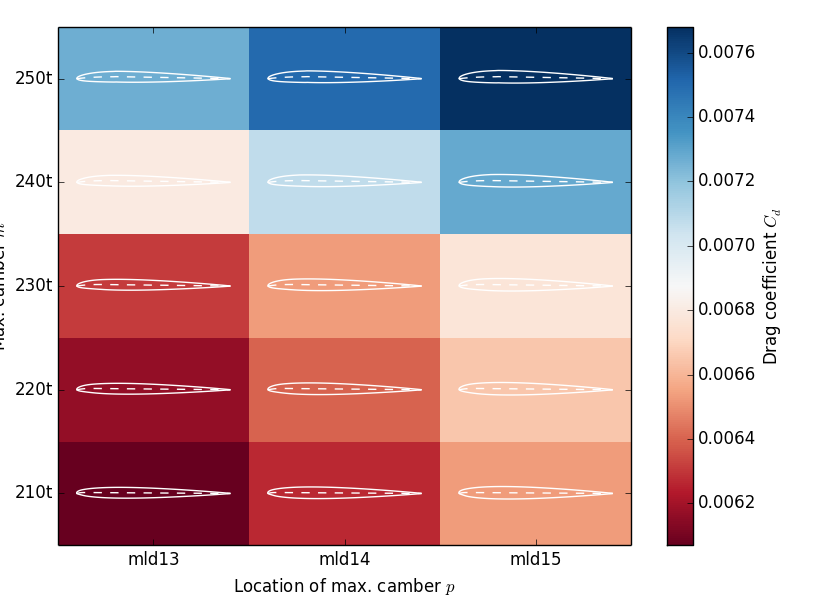 250t
240t
230t
220t
210t
mld13 mld14 mld15
Location of max. camber p
camber m
0.0076
0.0074
0.0072
0.0070
0.0068
0.0066
0.0064
0.0062
Drag coefficient C_d